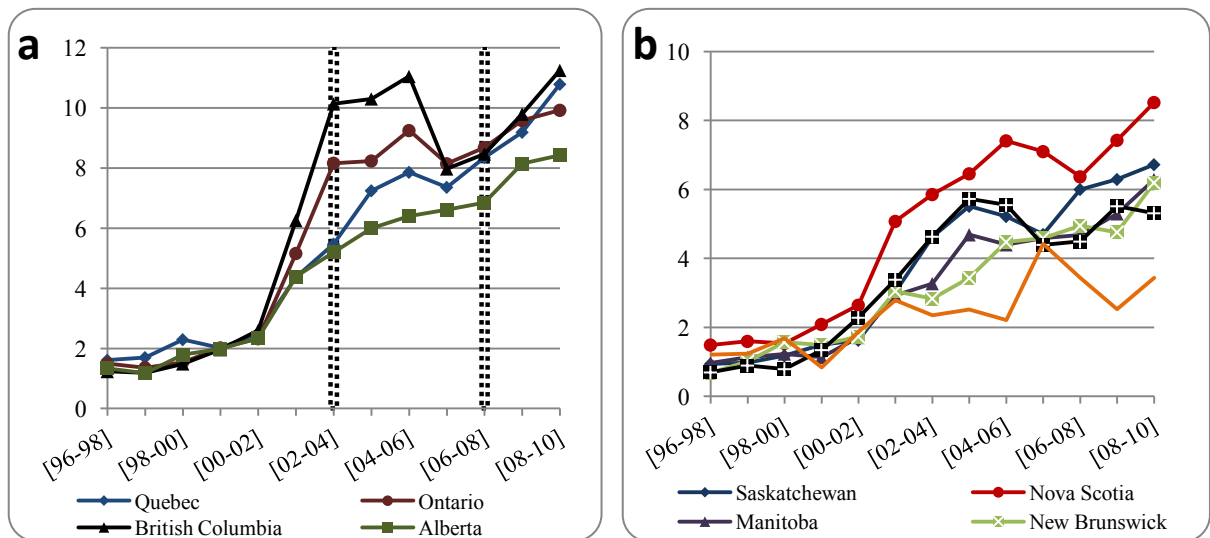 a
12
10
8
6
4
2
0
[96-98]
[98-00]
[00-02]
[02-04]
[04-06]
[06-08]
[08-10]
Quebec
Ontario
British Columbia
Alberta
b
10
8
6
4
2
0
[96-98]
[98-00]
[00-02]
[02-04]
[04-06]
[06-08]
[08-10]
Saskatchewan
Nova Scotia
Manitoba
New Brunswick